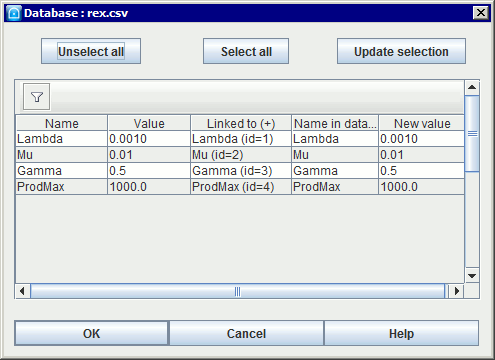 Database : rex.csv
Unselect all Select all Update selection
Name Value Linked to (+) Name in data... New value
Lambda 0.0010 Lambda (id=1) Lambda 0.0010
Mu 0.01 Mu (id=2) Mu 0.01
Gamma 0.5 Gamma (id=3) Gamma 0.5
ProdMax 1000.0 ProdMax (id=4) ProdMax 1000.0
OK Cancel Help